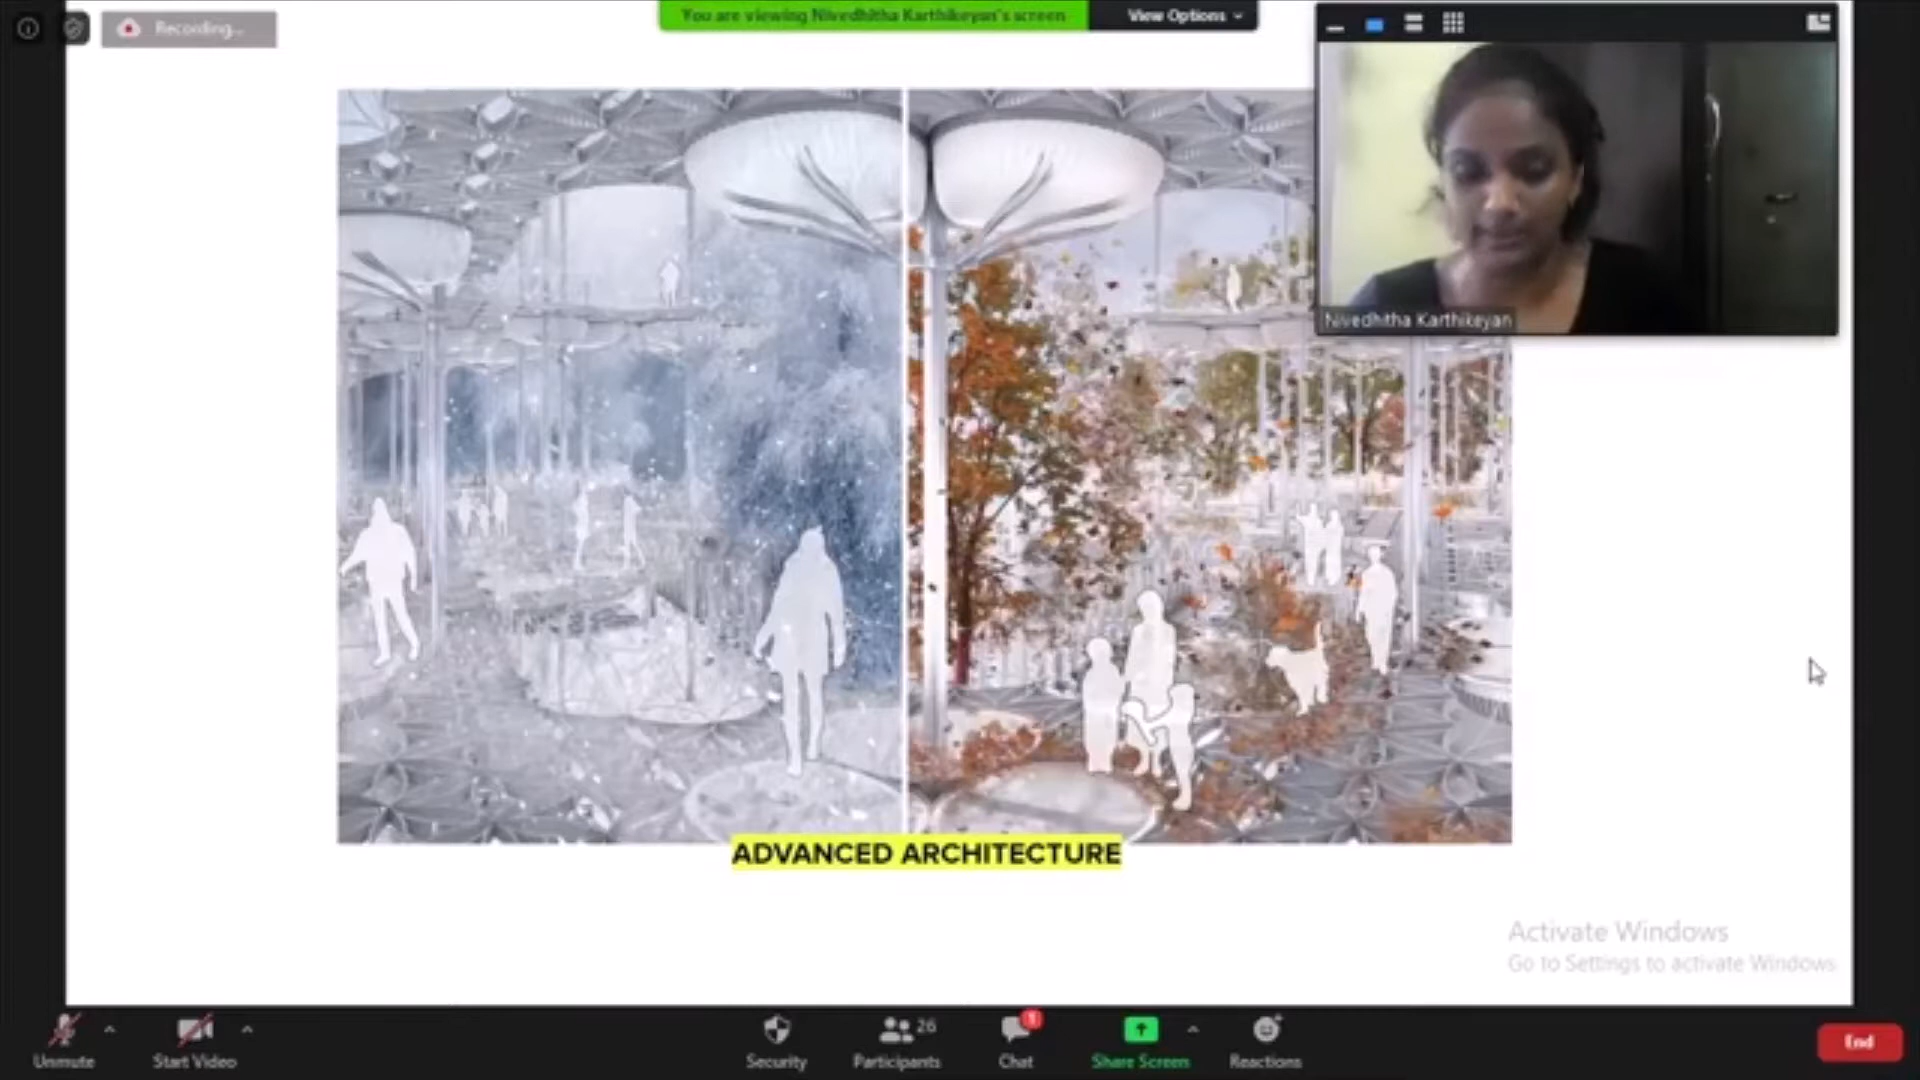 Recording...
You are viewing Nivedhitha Karthikeyan's screen
View Options
Nivedhitha Karthikeyan
ADVANCED ARCHITECTURE
Activate Windows
Go to Settings to activate Windows.
Unmute
Start Video
Security
26
Participants
1
Chat
Share Screen
Reactions
End